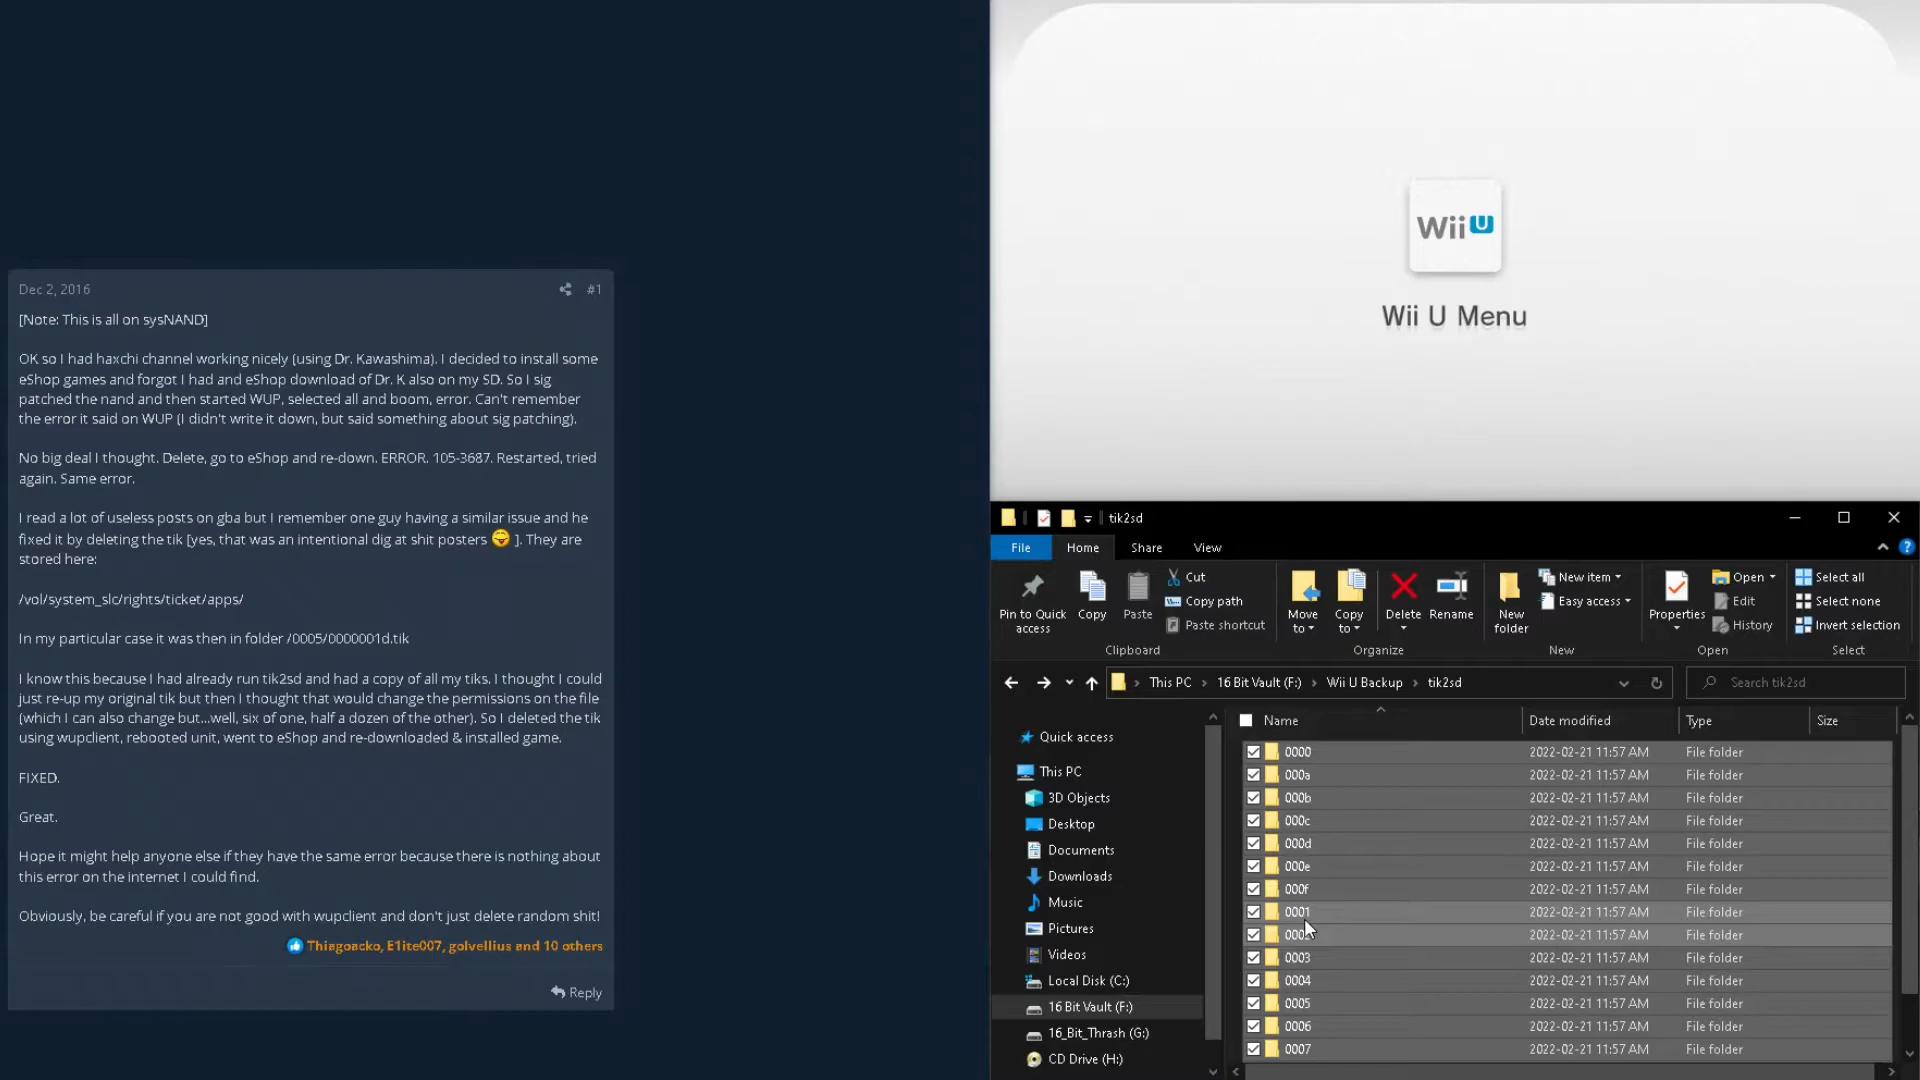 Dec 2, 2016
#1
[Note: This is all on sysNAND]
OK so I had haxchi channel working nicely (using Dr. Kawashima). I decided to install some
eShop games and forgot I had and eShop download of Dr. K also on my SD. So I sig
patched the nand and then started WUP, selected all and boom, error. Can't remember
the error it said on WUP (I didn't write it down, but said something about sig patching).
No big deal I thought. Delete, go to eShop and re-down. ERROR. 105-3687. Restarted, tried
again. Same error.
I read a lot of useless posts on gba but I remember one guy having a similar issue and he
fixed it by deleting the tik [yes, that was an intentional dig at shit posters 😜 ]. They are
stored here:
/vol/system_slc/rights/ticket/apps/
In my particular case it was then in folder /0005/0000001d.tik
I know this because I had already run tik2sd and had a copy of all my tiks. I thought I could
just re-up my original tik but then I thought that would change the permissions on the file
(which I can also change but...well, six of one, half a dozen of the other). So I deleted the tik
using wupclient, rebooted unit, went to eShop and re-downloaded & installed game.
FIXED.
Great.
Hope it might help anyone else if they have the same error because there is nothing about
this error on the internet I could find.
Obviously, be careful if you are not good with wupclient and don't just delete random shit!
Thiagoacko, E1ite007, golvellius and 10 others
Reply
Wii U
Wii U Menu
tik2sd
File Home Share View
Pin to Quick access
Copy
Paste
Cut
Copy path
Paste shortcut
Clipboard
Move to
Copy to
Delete
Rename
Organize
New folder
New item
Easy access
New
Properties
Open
Edit
History
Open
Select all
Select none
Invert selection
Select
This PC > 16 Bit Vault (F:) > Wii U Backup > tik2sd
Search tik2sd
Quick access
This PC
3D Objects
Desktop
Documents
Downloads
Music
Pictures
Videos
Local Disk (C:)
16 Bit Vault (F:)
16_Bit_Thrash (G:)
CD Drive (H:)
Name Date modified Type Size
0000 2022-02-21 11:57 AM File folder
000a 2022-02-21 11:57 AM File folder
000b 2022-02-21 11:57 AM File folder
000c 2022-02-21 11:57 AM File folder
000d 2022-02-21 11:57 AM File folder
000e 2022-02-21 11:57 AM File folder
000f 2022-02-21 11:57 AM File folder
0001 2022-02-21 11:57 AM File folder
2022-02-21 11:57 AM File folder
0003 2022-02-21 11:57 AM File folder
0004 2022-02-21 11:57 AM File folder
0005 2022-02-21 11:57 AM File folder
0006 2022-02-21 11:57 AM File folder
0007 2022-02-21 11:57 AM File folder